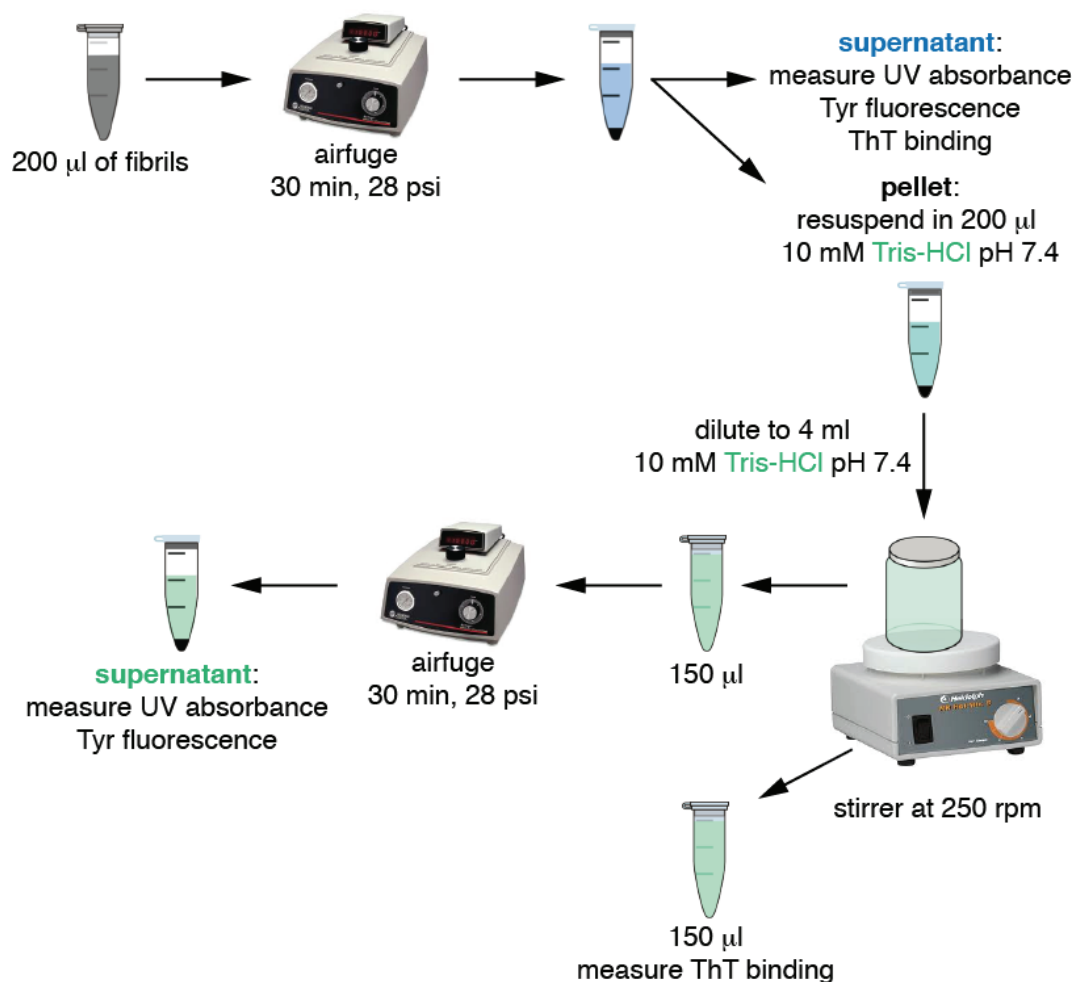 200 μl of fibrils
airfuge
30 min, 28 psi
supernatant:
measure UV absorbance
Tyr fluorescence
ThT binding
pellet:
resuspend in 200 μl
10 mM Tris-HCl pH 7.4
dilute to 4 ml
10 mM Tris-HCl pH 7.4
stirrer at 250 rpm
150 μl
airfuge
30 min, 28 psi
supernatant:
measure UV absorbance
Tyr fluorescence
150 μl
measure ThT binding
Heidolph